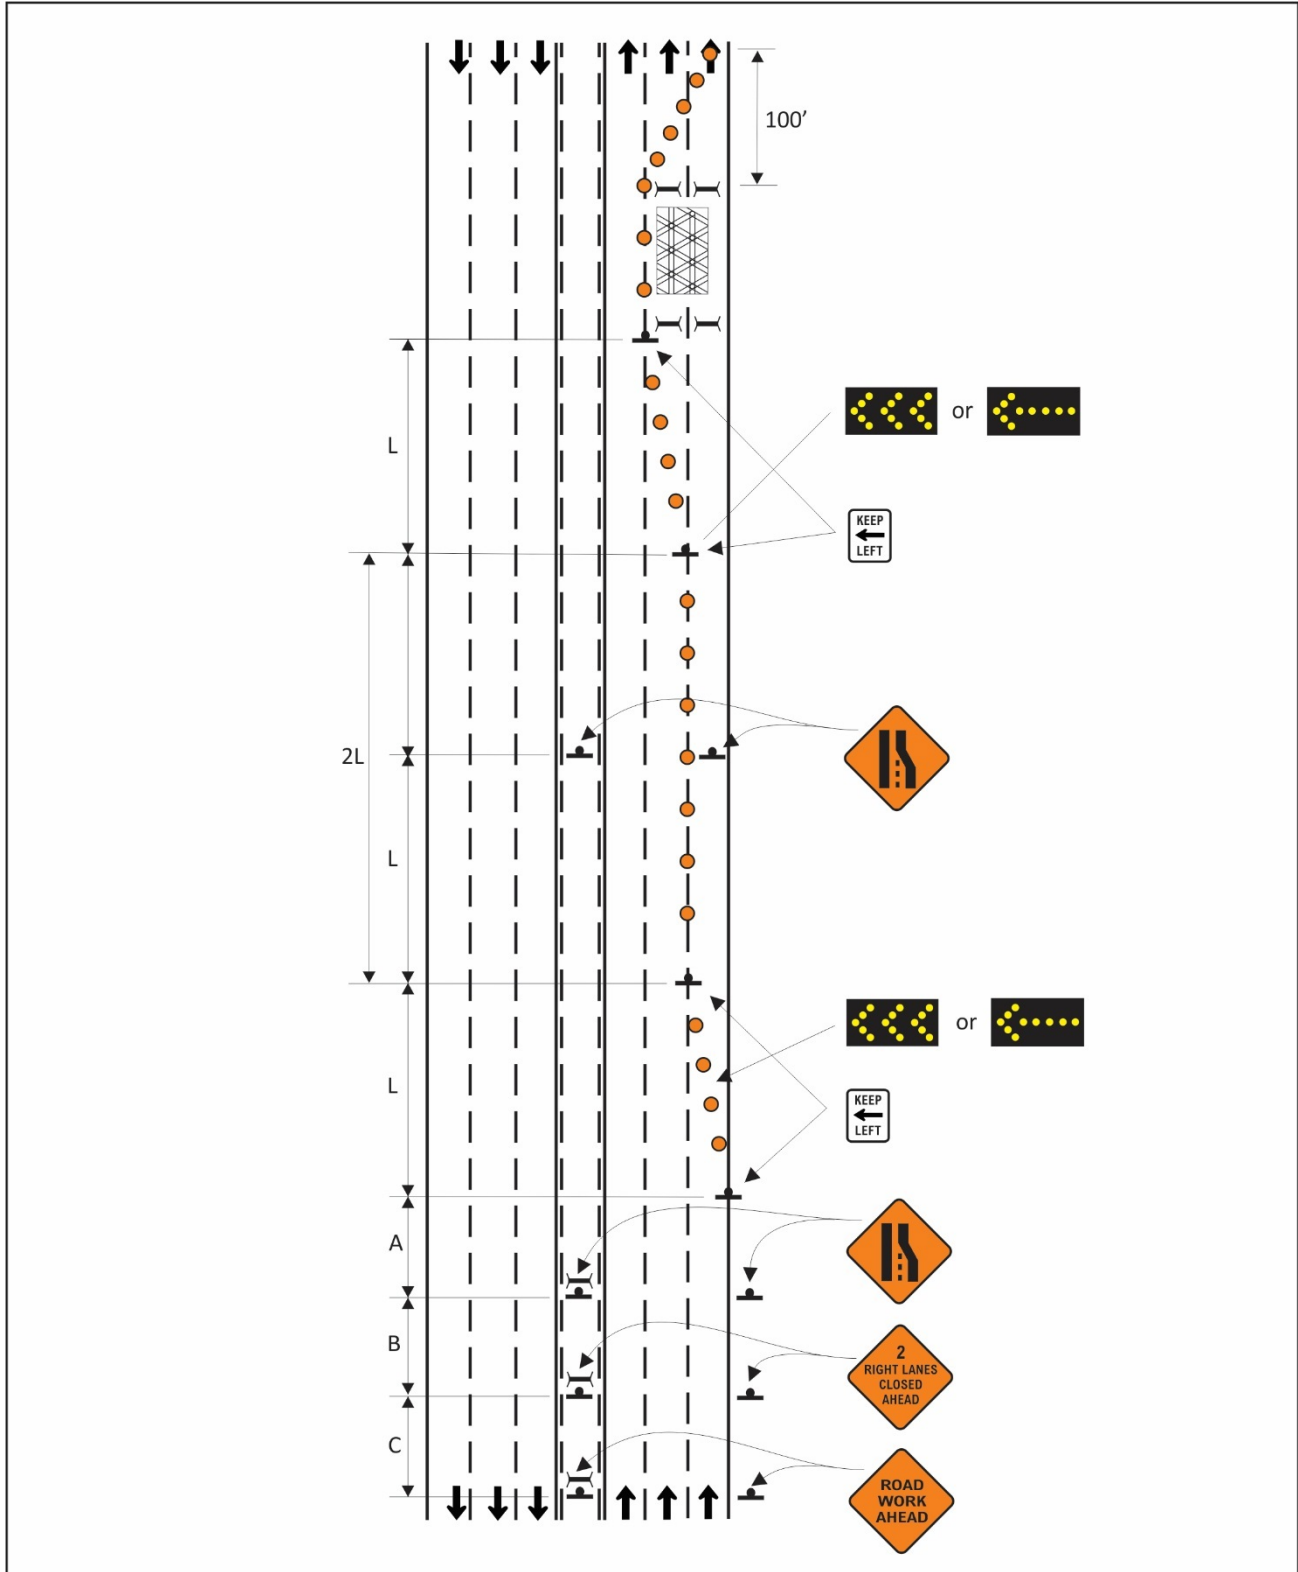 100’
or
L
KEEP
LEFT
2L
L
or
L
KEEP
LEFT
A
B
2
RIGHT LANES
CLOSED
AHEAD
C
ROAD
WORK
AHEAD